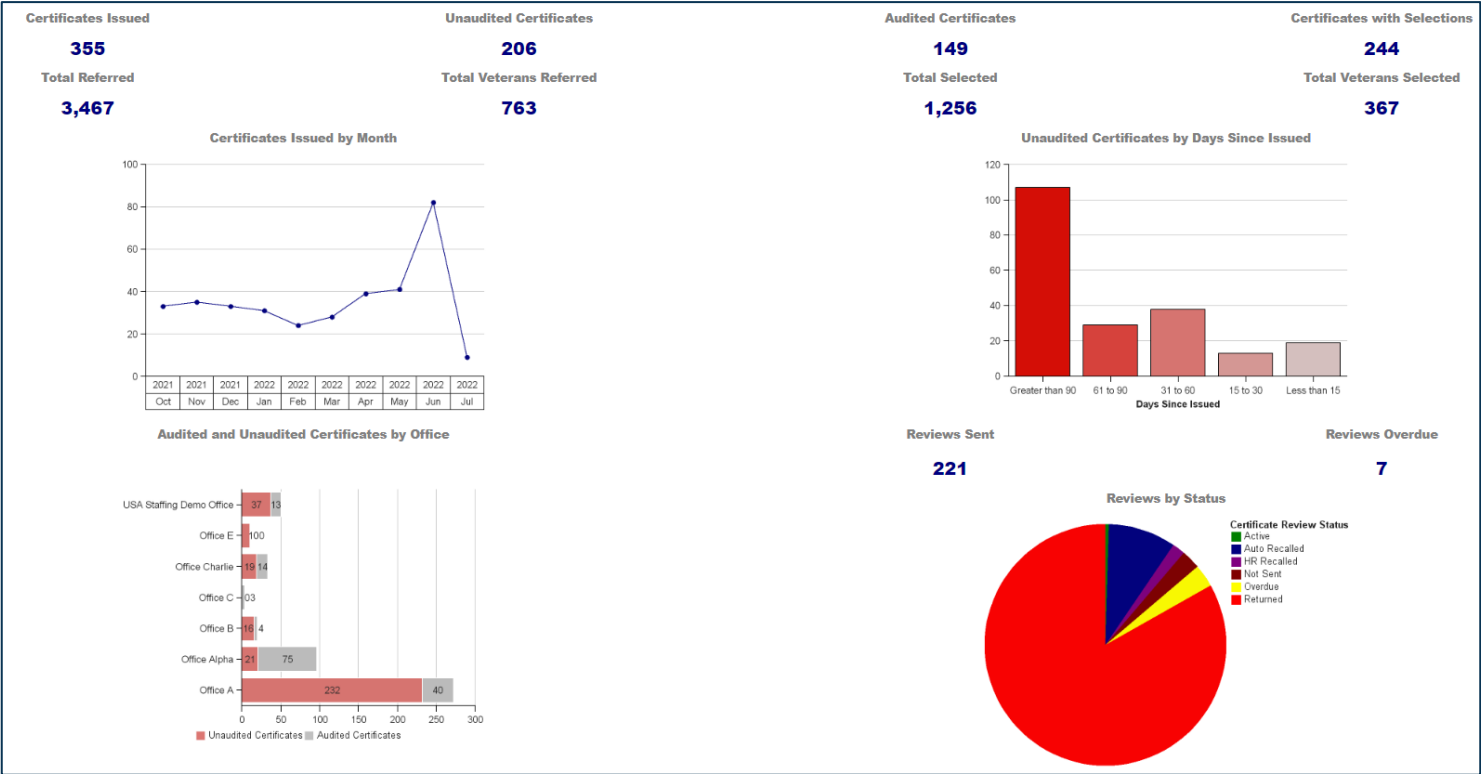 Certificates Issued
Unaudited Certificates
Audited Certificates
Certificates with Selections
355
206
149
244
Total Referred
Total Veterans Referred
Total Selected
Total Veterans Selected
3,467
763
1,256
367
Certificates Issued by Month
100
80
60
40
20
0
2021 2021 2021 2022 2022 2022 2022 2022 2022 2022
Oct Nov Dec Jan Feb Mar Apr May Jun Jul
Unaudited Certificates by Days Since Issued
120
100
80
60
40
20
0
Greater than 90 61 to 90 31 to 60 15 to 30 Less than 15
Days Since Issued
Audited and Unaudited Certificates by Office
USA Staffing Demo Office 37 13
Office E 100
Office Charlie 19 14
Office C 03
Office B 16 4
Office Alpha 21 75
Office A 232 40
0 50 100 150 200 250 300
Unaudited Certificates Audited Certificates
Reviews Sent
Reviews Overdue
221
7
Reviews by Status
Certificate Review Status
Active
Auto Recalled
HR Recalled
Not Sent
Overdue
Returned